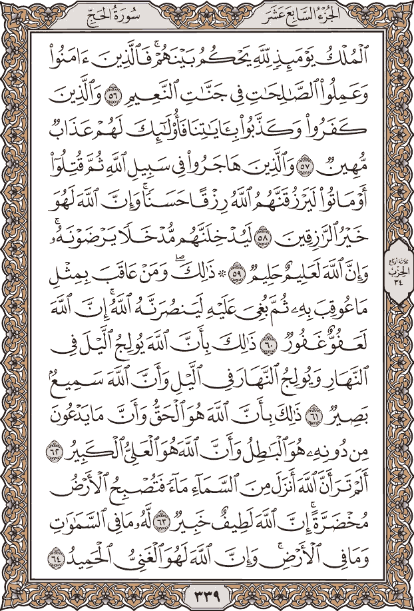 الجزء السابع عشر
سورة الحج
ٱلۡمُلۡكُ يَوۡمَئِذٖ لِّلَّهِ يَحۡكُمُ بَيۡنَهُمۡۚ فَٱلَّذِينَ ءَامَنُواْ
وَعَمِلُواْ ٱلصَّٰلِحَٰتِ فِي جَنَّٰتِ ٱلنَّعِيمِ ٥٦ وَٱلَّذِينَ
كَفَرُواْ وَكَذَّبُواْ بِـَٔايَٰتِنَا فَأُوْلَٰٓئِكَ لَهُمۡ عَذَابٞ
مُّهِينٞ ٥٧ وَٱلَّذِينَ هَاجَرُواْ فِي سَبِيلِ ٱللَّهِ ثُمَّ قُتِلُوٓاْ
أَوۡ مَاتُواْ لَيَرۡزُقَنَّهُمُ ٱللَّهُ رِزۡقًا حَسَنٗاۚ وَإِنَّ ٱللَّهَ لَهُوَ
خَيۡرُ ٱلرَّٰزِقِينَ ٥٨ لَيُدۡخِلَنَّهُم مُّدۡخَلٗا يَرۡضَوۡنَهُۥۚ
وَإِنَّ ٱللَّهَ لَعَلِيمٌ حَلِيمٞ ٥٩ ۞ ذَٰلِكَۖ وَمَنۡ عَاقَبَ بِمِثۡلِ
مَا عُوقِبَ بِهِۦ ثُمَّ بُغِيَ عَلَيۡهِ لَيَنصُرَنَّهُ ٱللَّهُۚ إِنَّ ٱللَّهَ
لَعَفُوٌّ غَفُورٞ ٦٠ ذَٰلِكَ بِأَنَّ ٱللَّهَ يُولِجُ ٱلَّيۡلَ فِي
ٱلنَّهَارِ وَيُولِجُ ٱلنَّهَارَ فِي ٱلَّيۡلِ وَأَنَّ ٱللَّهَ سَمِيعُۢ
بَصِيرٞ ٦١ ذَٰلِكَ بِأَنَّ ٱللَّهَ هُوَ ٱلۡحَقُّ وَأَنَّ مَا يَدۡعُونَ
مِن دُونِهِۦ هُوَ ٱلۡبَٰطِلُ وَأَنَّ ٱللَّهَ هُوَ ٱلۡعَلِيُّ ٱلۡكَبِيرُ ٦٢
أَلَمۡ تَرَ أَنَّ ٱللَّهَ أَنزَلَ مِنَ ٱلسَّمَآءِ مَآءٗ فَتُصۡبِحُ ٱلۡأَرۡضُ
مُخۡضَرَّةًۚ إِنَّ ٱللَّهَ لَطِيفٌ خَبِيرٞ ٦٣ لَّهُۥ مَا فِي ٱلسَّمَٰوَٰتِ
وَمَا فِي ٱلۡأَرۡضِۚ وَإِنَّ ٱللَّهَ لَهُوَ ٱلۡغَنِيُّ ٱلۡحَمِيدُ ٦٤
الحزب
٣٤
٣٣٩